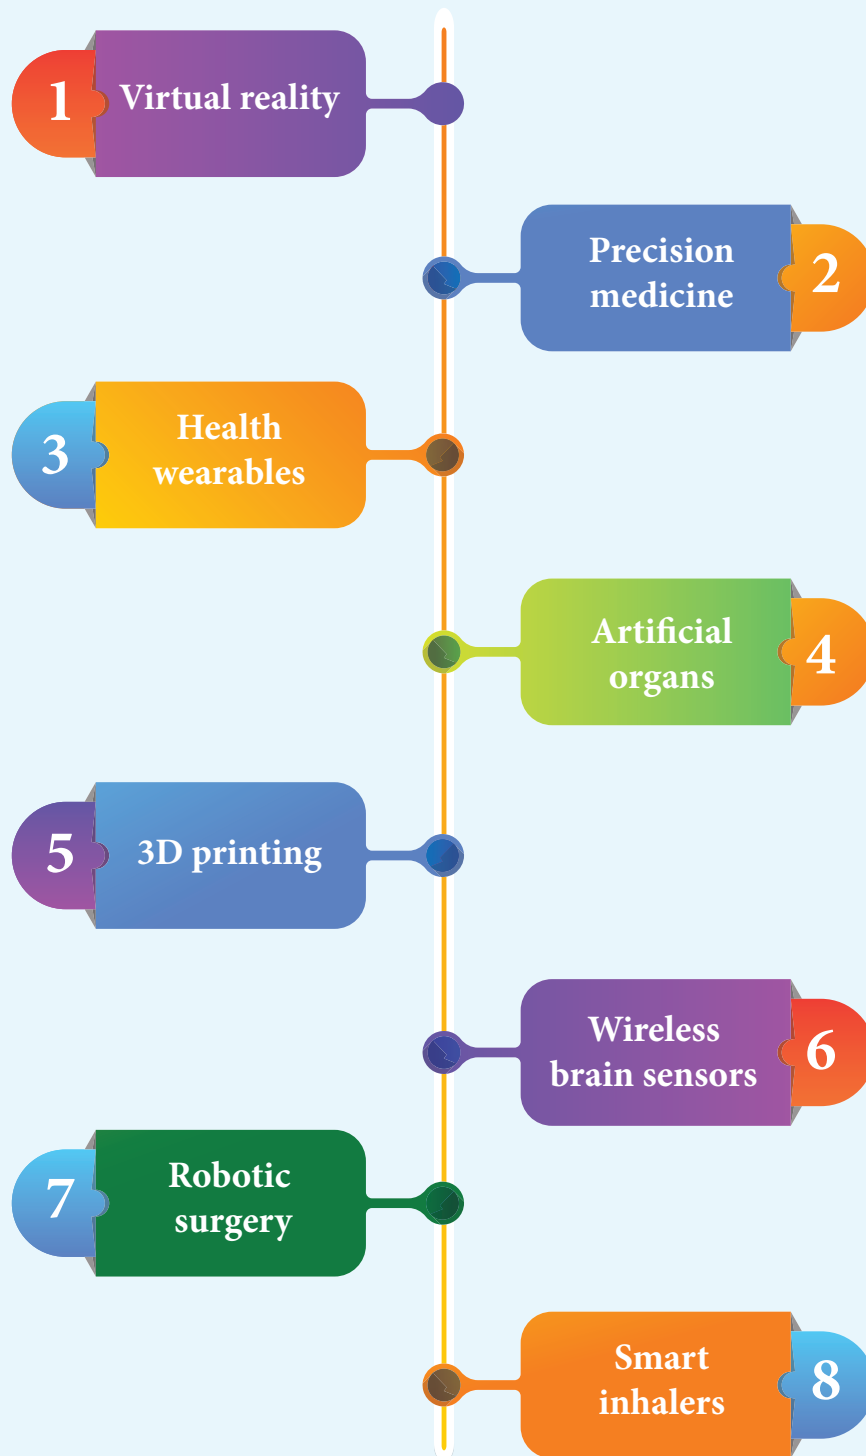 1
Virtual reality
Precision
medicine
2
3
Health
wearables
Artificial
organs
4
5
3D printing
Wireless
brain sensors
6
7
Robotic
surgery
Smart
inhalers
8